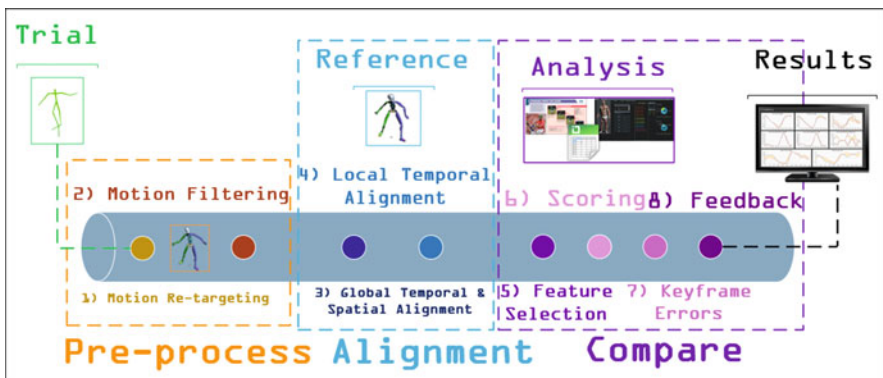 Trial
Reference
Analysis
Results
2) Motion Filtering
4) Local Temporal
Alignment
6) Scoring
8) Feedback
1) Motion Re-targeting
3) Global Temporal &
Spatial Alignment
5) Feature
Selection
7) Keyframe
Errors
Pre-process
Alignment
Compare